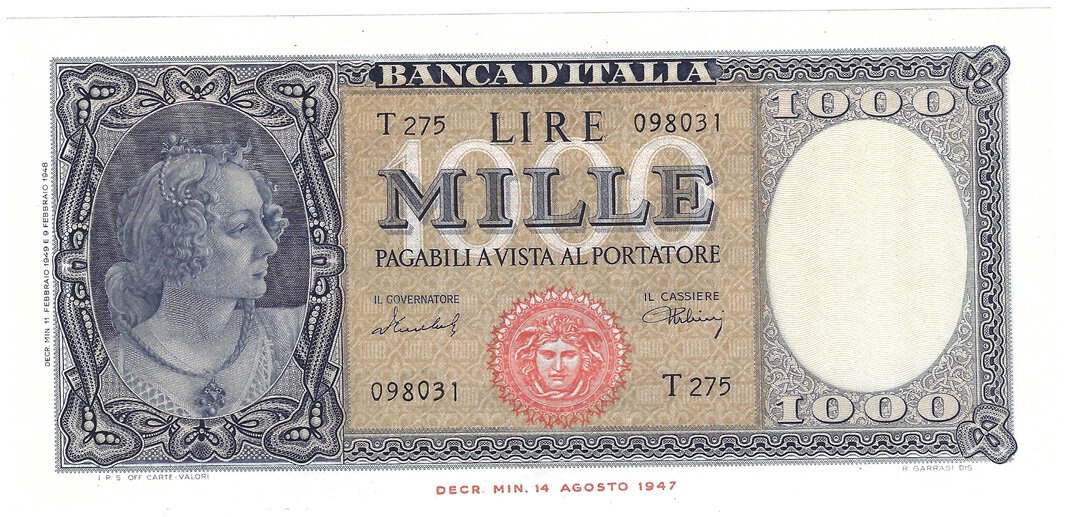 BANCA D'ITALIA
1000
T 275 LIRE 098031
1000
MILLE
PAGABILI A VISTA AL PORTATORE
IL GOVERNATORE
IL CASSIERE
098031
T 275
1000
DECR. MIN. 11 FEBBRAIO 1949 E 9 FEBBRAIO 1948
I. P. S. OFF. CARTE-VALORI
R. GARRASI DIS.
DECR. MIN. 14 AGOSTO 1947